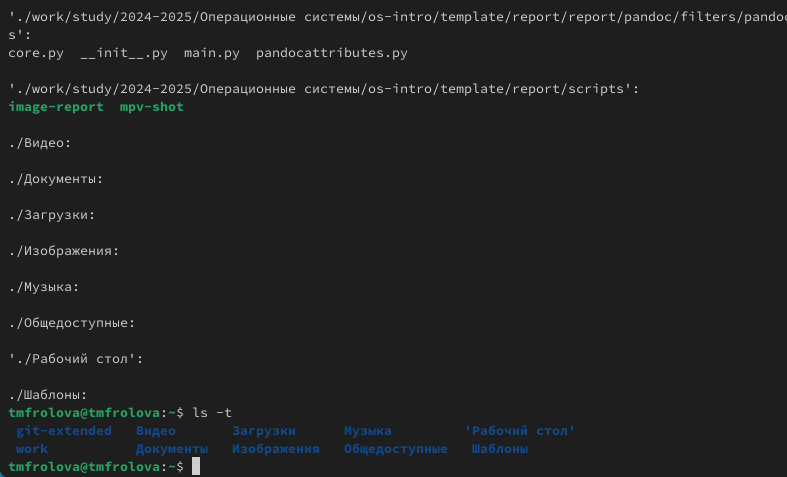 './work/study/2024-2025/Операционные системы/os-intro/template/report/report/pandoc/filters/pandoc
s':
core.py  __init__.py  main.py  pandocattributes.py
'./work/study/2024-2025/Операционные системы/os-intro/template/report/scripts':
image-report  mpv-shot
./Видео:
./Документы:
./Загрузки:
./Изображения:
./Музыка:
./Общедоступные:
'./Рабочий стол':
./Шаблоны:
tmfrolova@tmfrolova:~$ ls -t
git-extended   Видео       Загрузки      Музыка         'Рабочий стол'
work           Документы   Изображения   Общедоступные   Шаблоны
tmfrolova@tmfrolova:~$